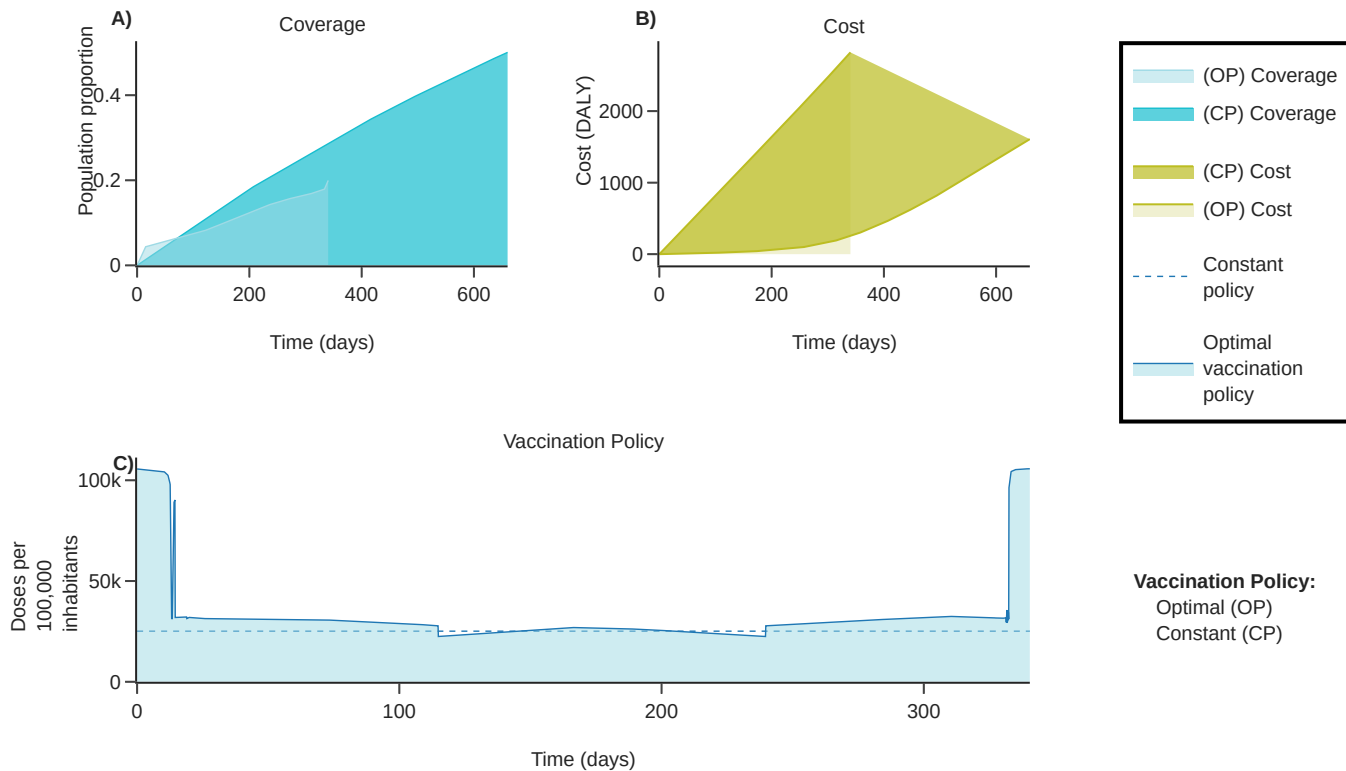 A)
Coverage
Population proportion
0.4
0.2
0
0
200
400
600
Time (days)
B)
Cost
Cost (DALY)
2000
1000
0
0
200
400
600
Time (days)
(OP) Coverage
(CP) Coverage
(CP) Cost
(OP) Cost
Constant
policy
Optimal
vaccination
policy
Vaccination Policy
C)
Doses per
100,000
inhabitants
100k
50k
0
0
100
200
300
Time (days)
Vaccination Policy:
Optimal (OP)
Constant (CP)